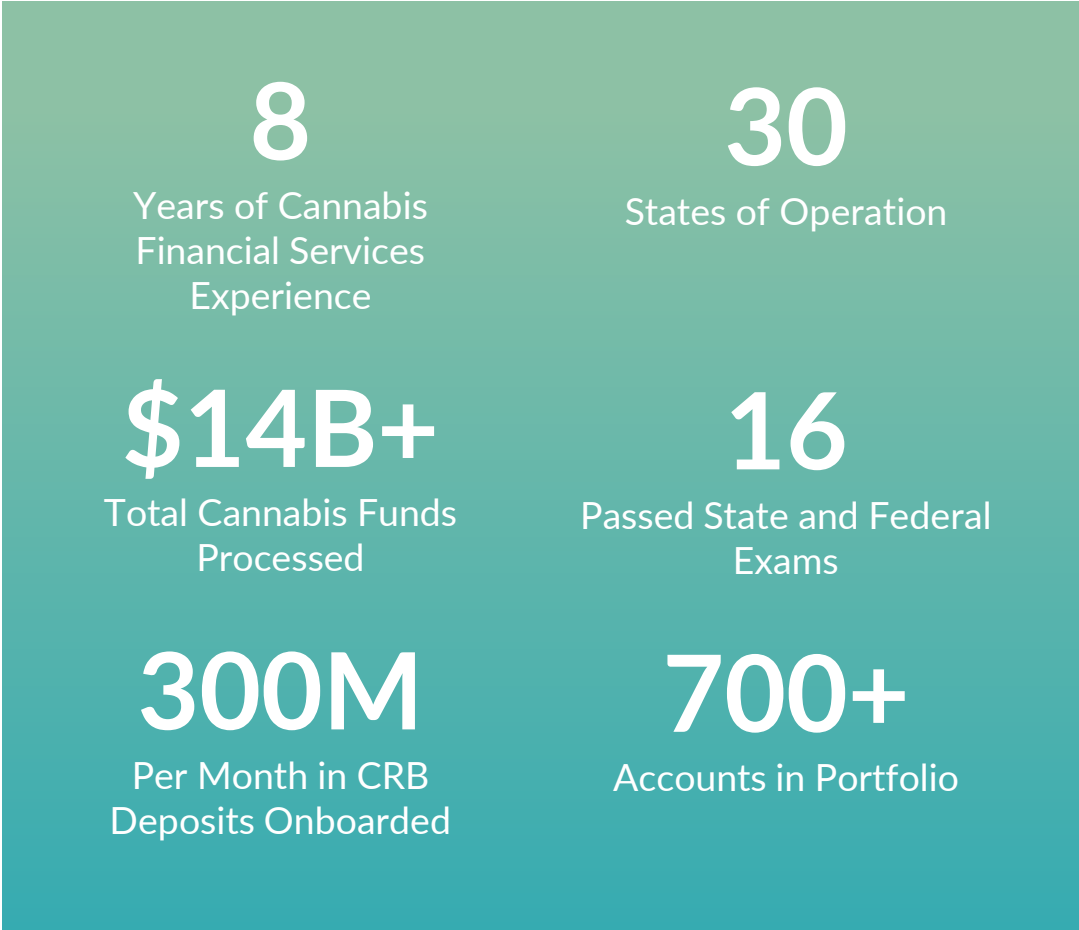 8
Years of Cannabis
Financial Services
Experience
30
States of Operation
$14B+
Total Cannabis Funds
Processed
16
Passed State and Federal
Exams
300M
Per Month in CRB
Deposits Onboarded
700+
Accounts in Portfolio